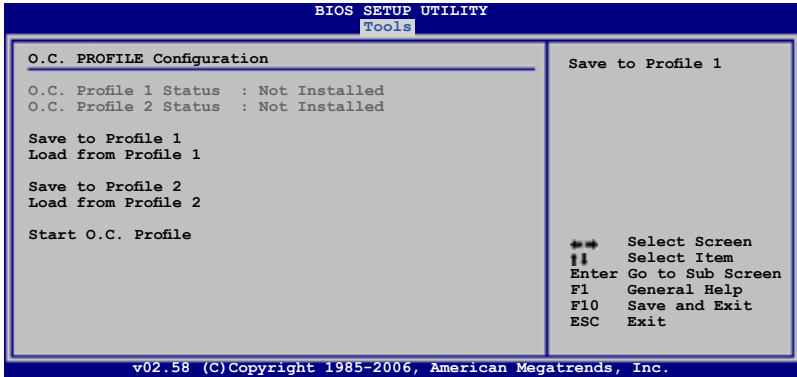 BIOS SETUP UTILITY
Tools
O.C. PROFILE Configuration
O.C. Profile 1 Status : Not Installed
O.C. Profile 2 Status : Not Installed
Save to Profile 1
Load from Profile 1
Save to Profile 2
Load from Profile 2
Start O.C. Profile
Save to Profile 1
←→ Select Screen
↑↓ Select Item
Enter Go to Sub Screen
F1 General Help
F10 Save and Exit
ESC Exit
v02.58 (C)Copyright 1985-2006, American Megatrends, Inc.